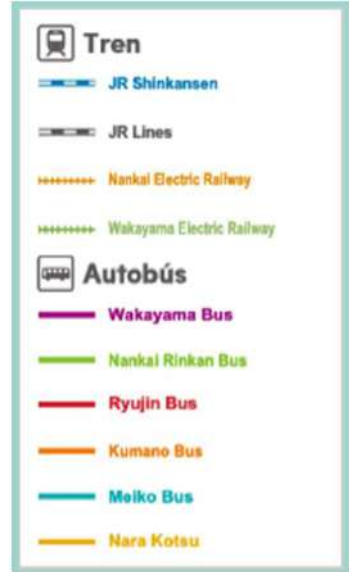 Tren
JR Shinkansen
JR Lines
Nankai Electric Railway
Wakayama Electric Railway
Autobús
Wakayama Bus
Nankai Rinkan Bus
Ryujin Bus
Kumano Bus
Meiko Bus
Nara Kotsu